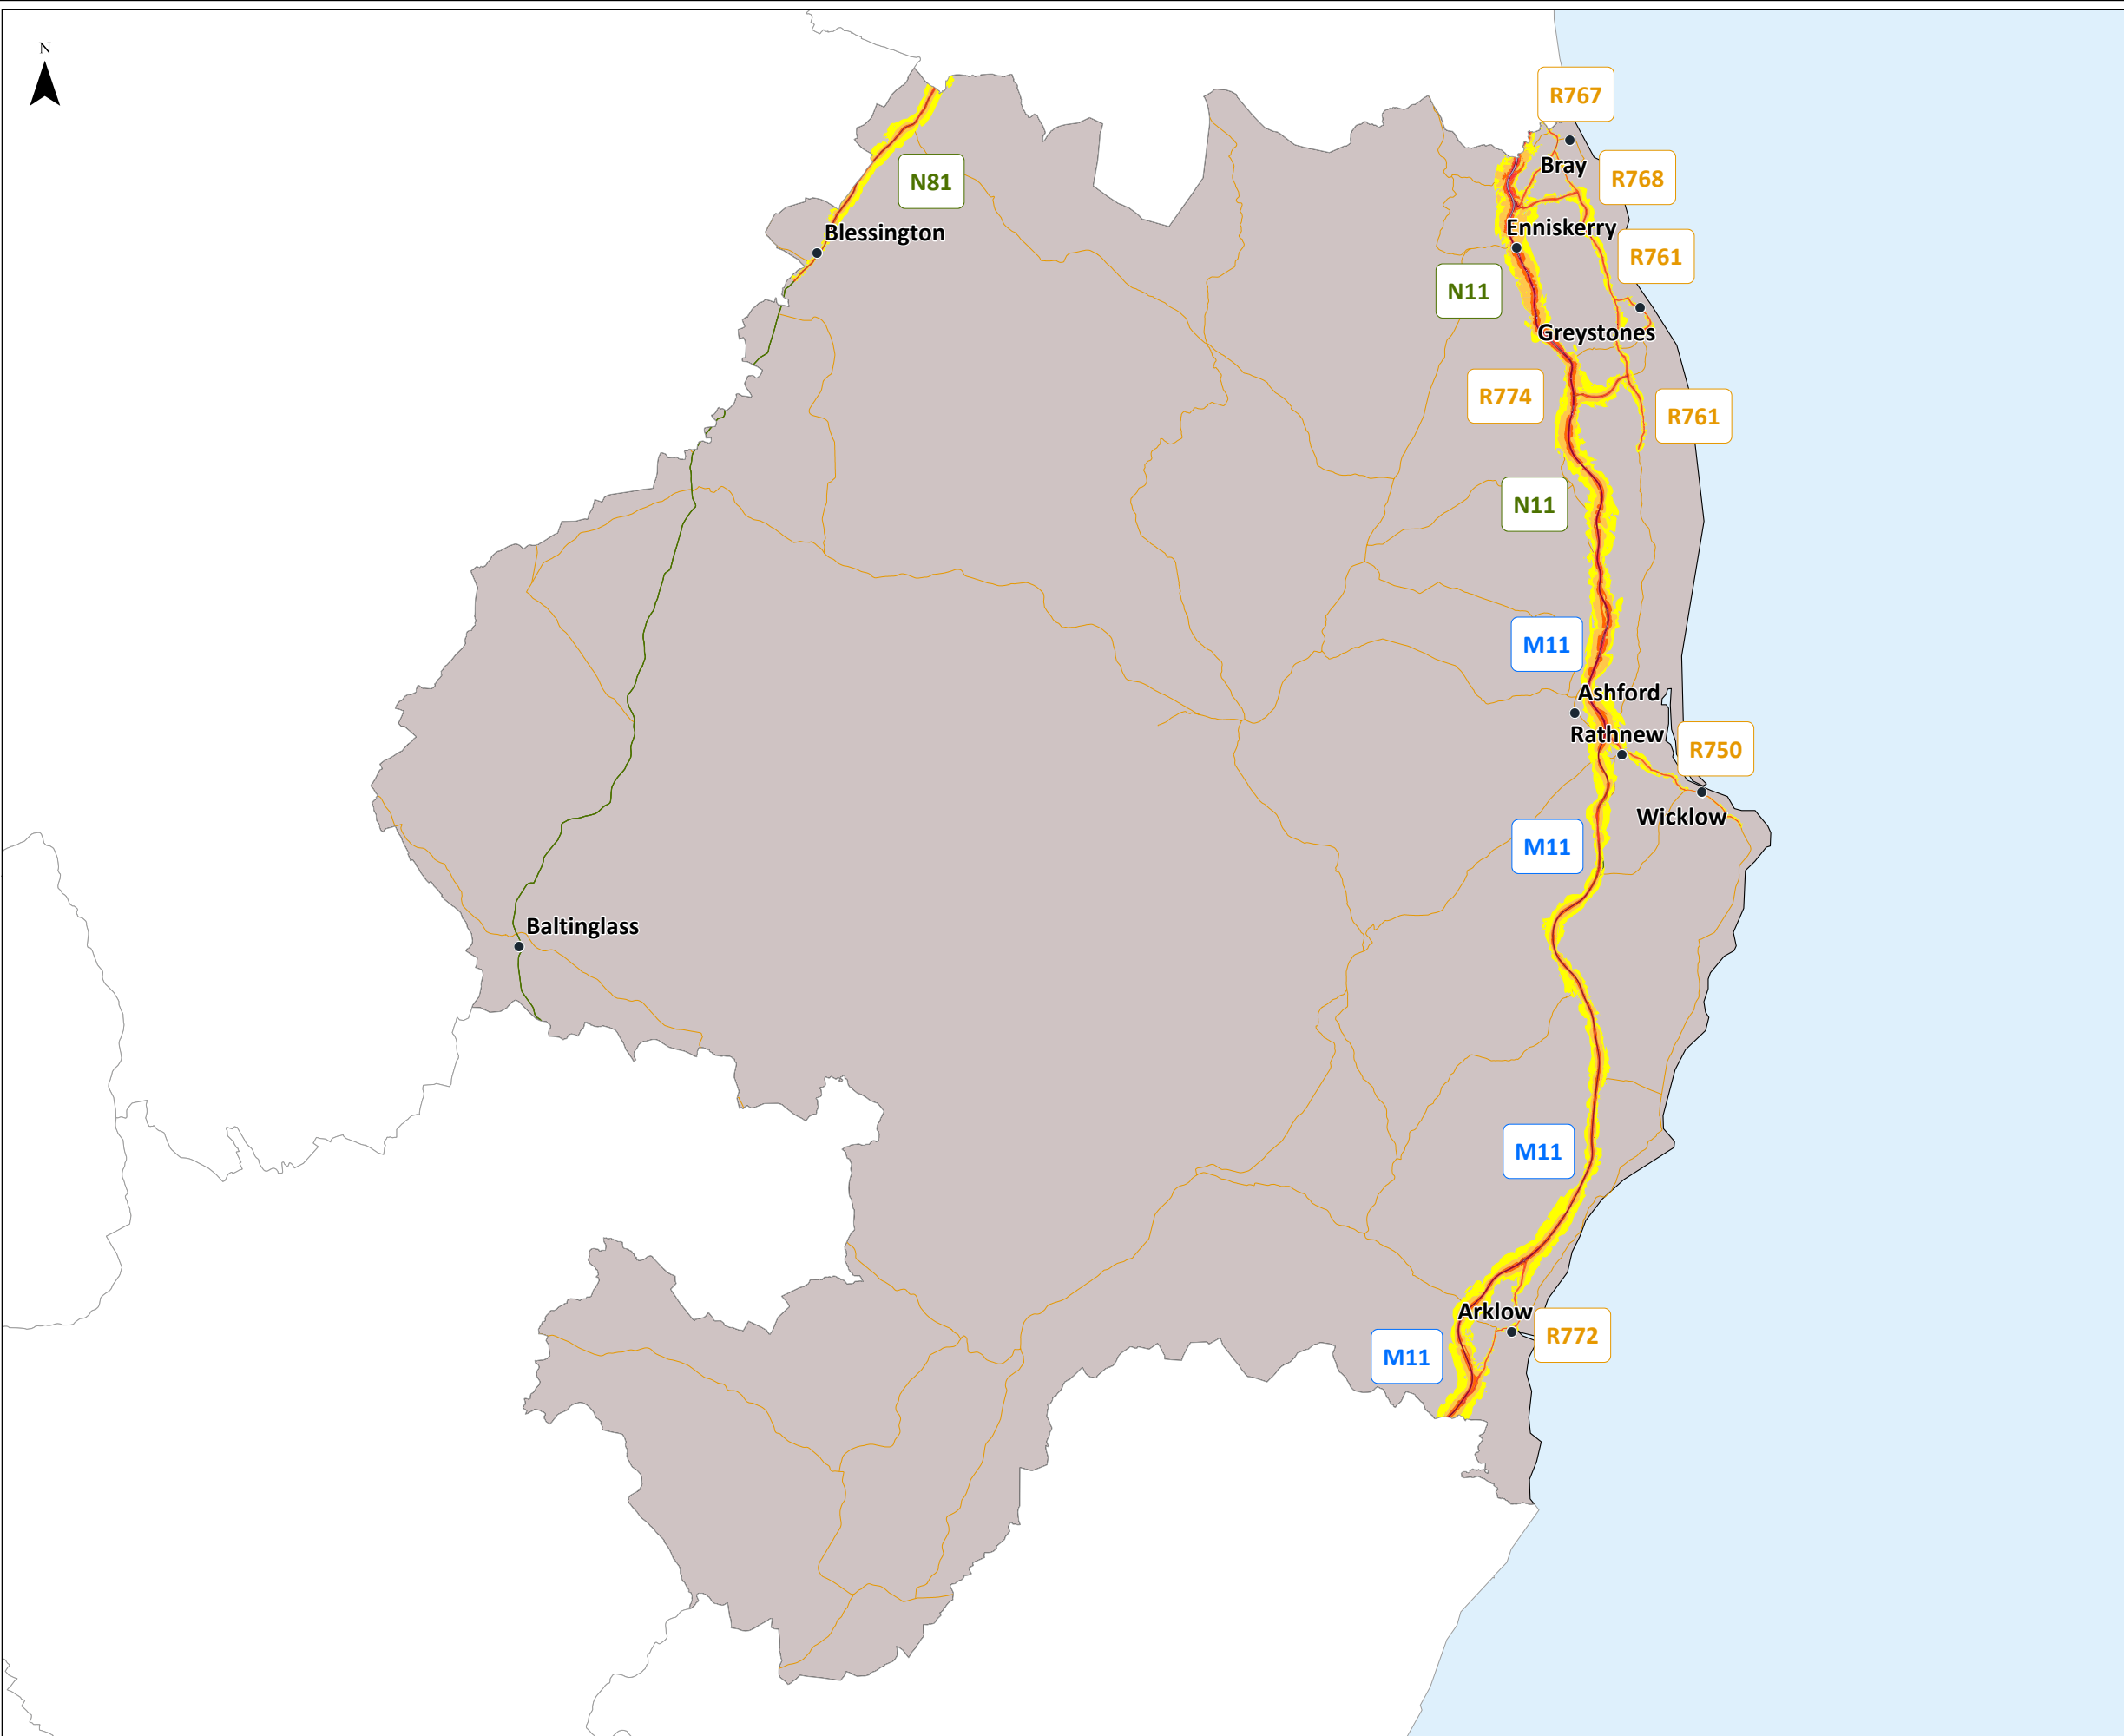 N
R767
Bray
R768
N81
Blessington
Enniskerry
R761
N11
Greystones
R774
R761
N11
M11
Ashford
Rathnew
R750
Wicklow
M11
Baltinglass
M11
Arklow
R772
M11